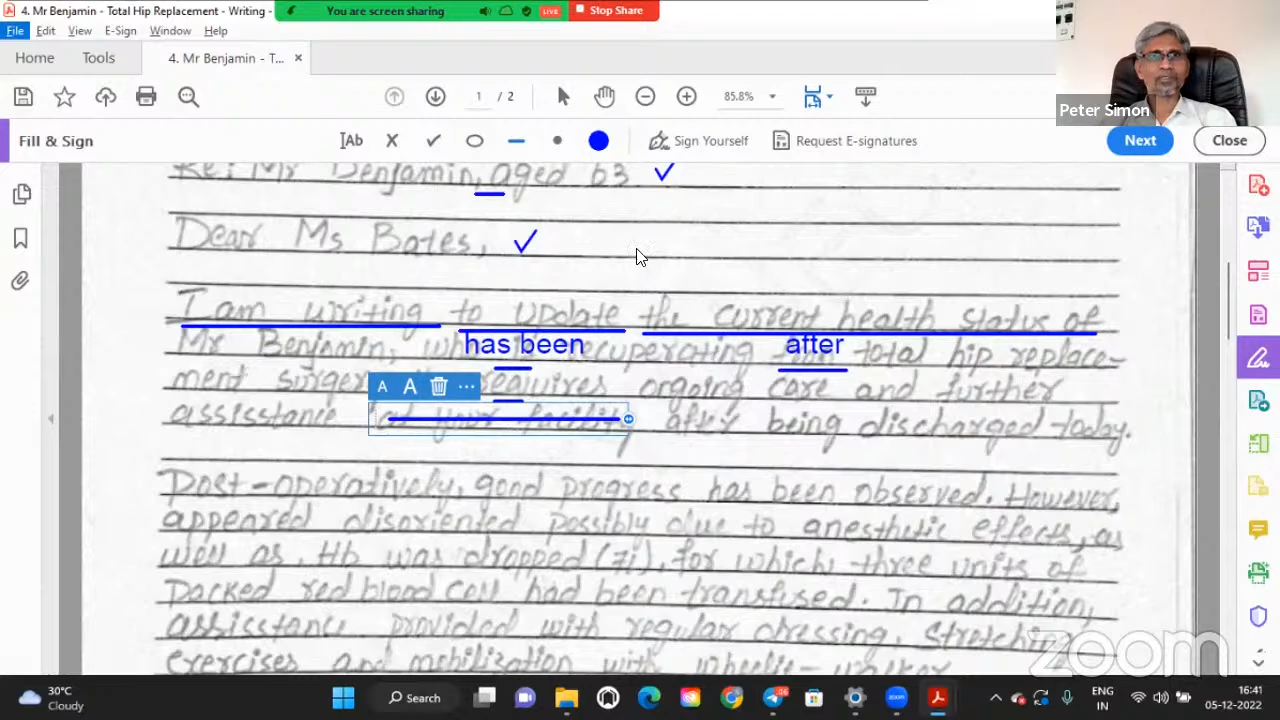 4. Mr Benjamin - Total Hip Replacement - Writing -
You are screen sharing
LIVE
Stop Share
File Edit View E-Sign Window Help
Home Tools 4. Mr Benjamin - T... ×
1 / 2 85.8%
Peter Simon
Fill & Sign
Ab
Sign Yourself
Request E-signatures
Next
Close
Re: Mr Benjamin, aged 63
Dear Ms Bates,
I am writing to update the current health status of
has been after
Mr Benjamin, who recuperating total hip replace-
ment surgery requires ongoing care and further
A A ...
assisstance at your facility after being discharged today.
Post-operatively, good progress has been observed. However,
appeared disoriented possibly due to anesthetic effects, as
well as, Hb was dropped (71), for which three units of
Packed red blood cell had been transfused. In addition,
assisstance provided with regular dressing, Stretching
exercises and mobilization with wheelie-walker
zoom
30°C
Cloudy
Search
ENG
IN
16:41
05-12-2022